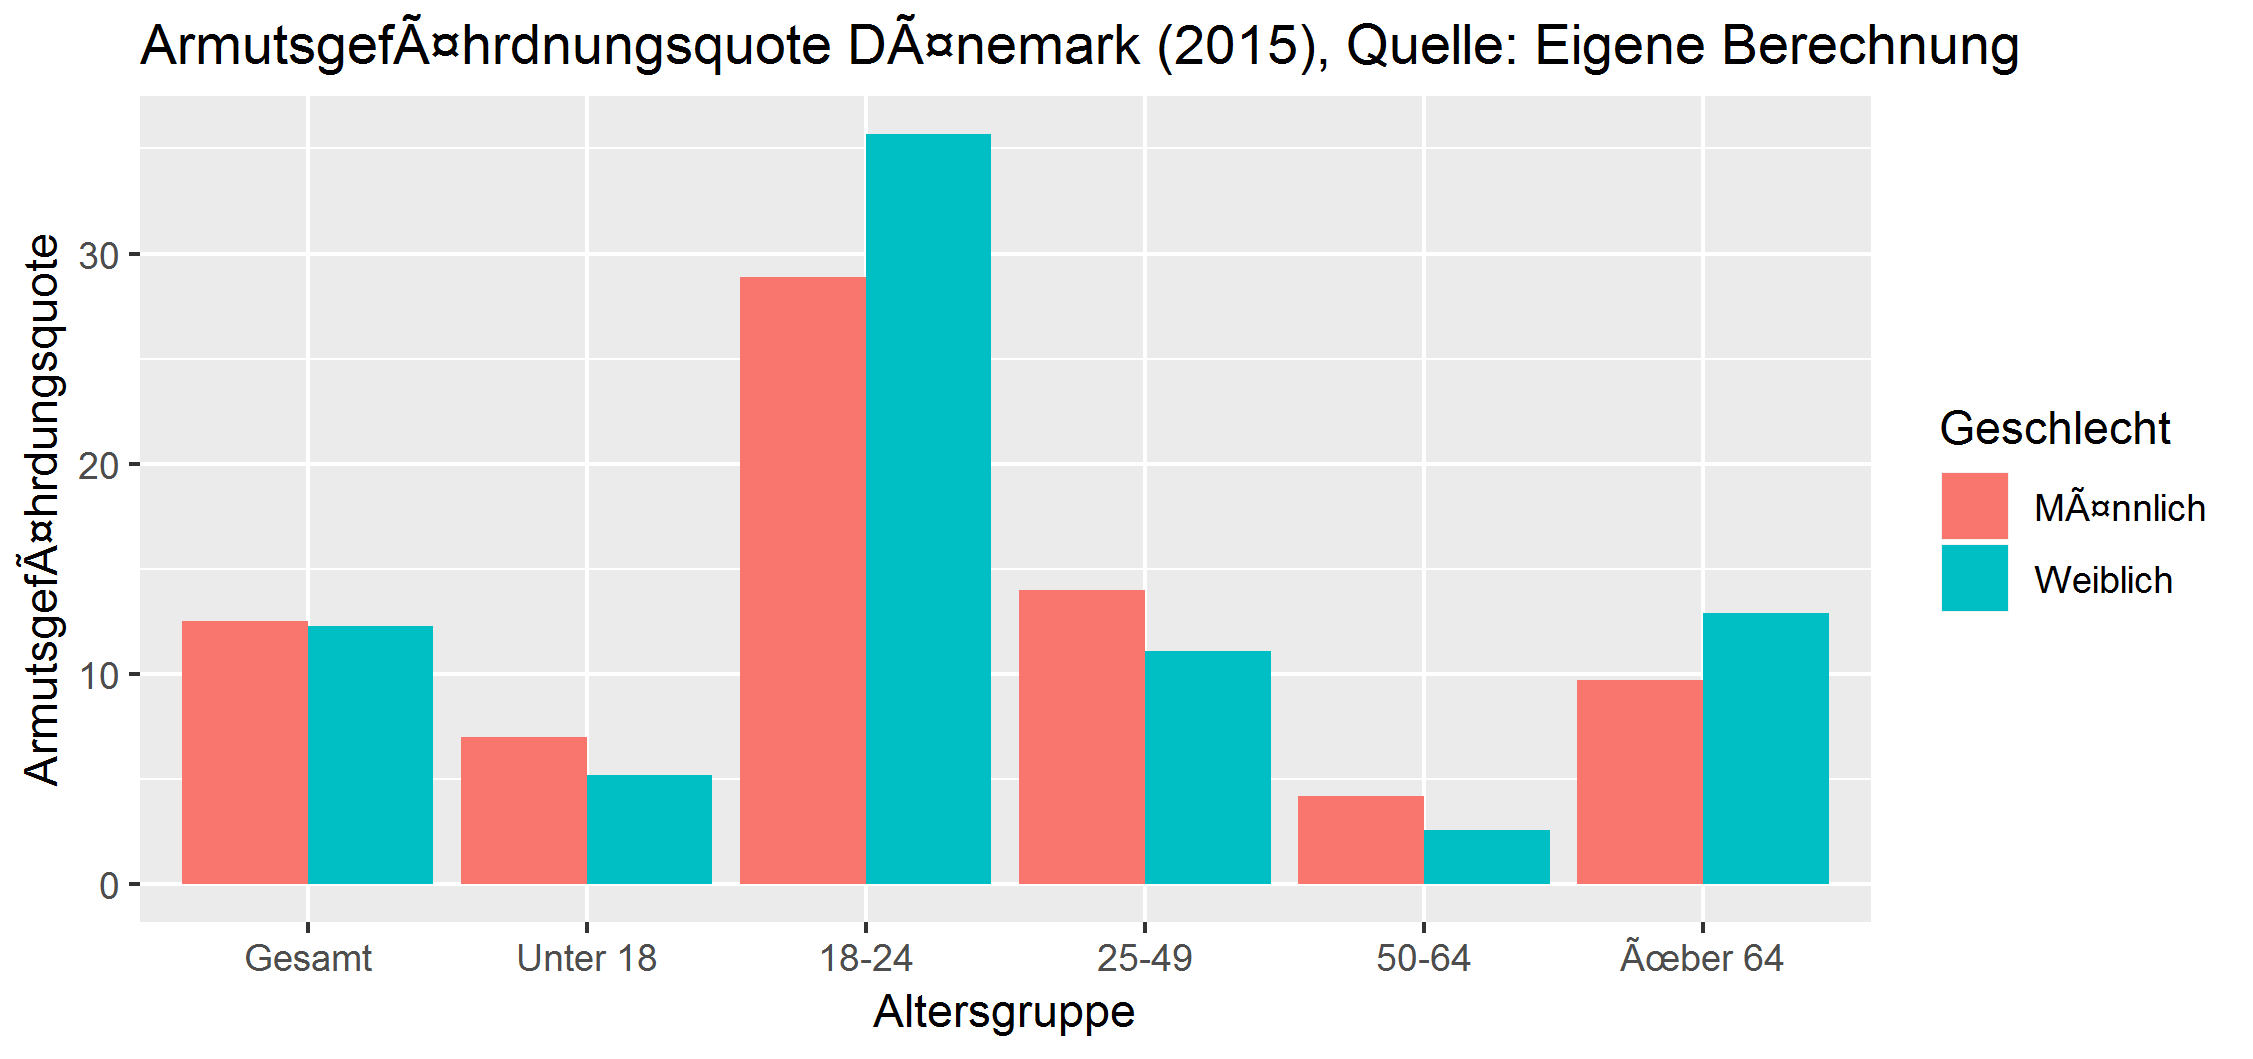 ArmutsgefÃ¤hrdnungsquote DÃ¤nemark (2015), Quelle: Eigene Berechnung
ArmutsgefÃ¤hrdungsquote
30
20
10
0
Gesamt
Unter 18
18-24
25-49
50-64
Ãœber 64
Altersgruppe
Geschlecht
MÃ¤nnlich
Weiblich